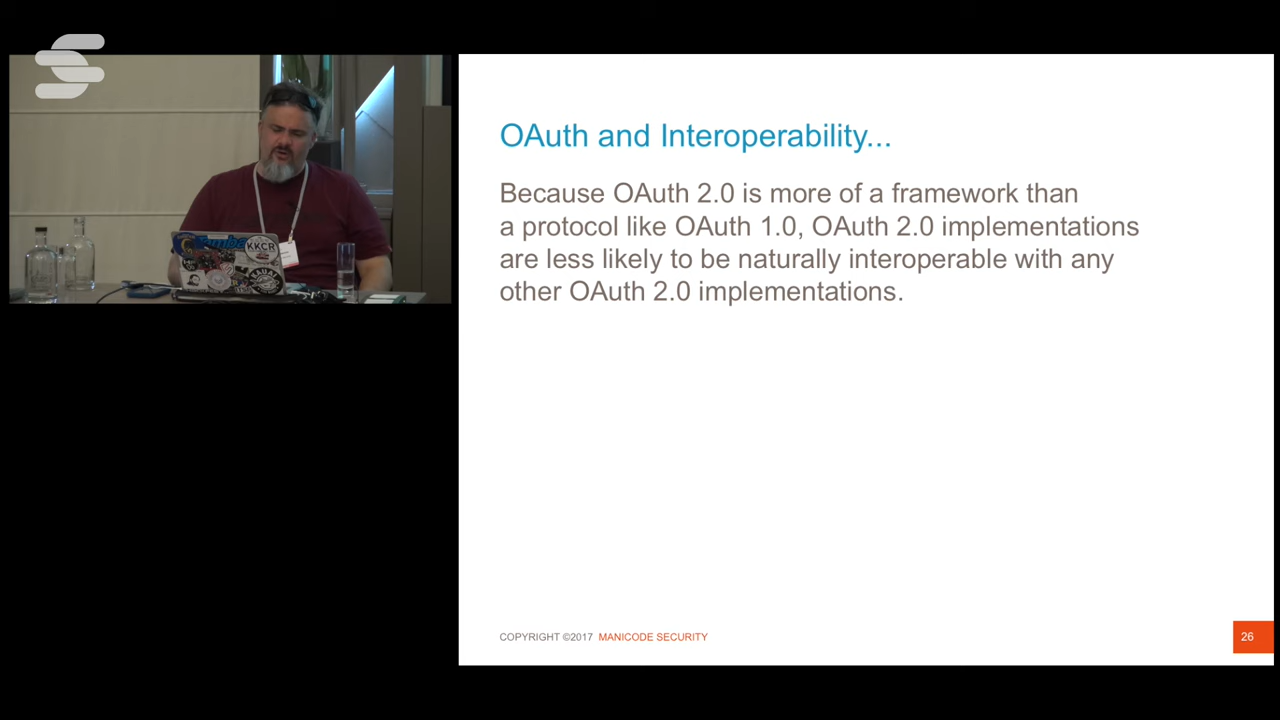 OAuth and Interoperability...
Because OAuth 2.0 is more of a framework than
a protocol like OAuth 1.0, OAuth 2.0 implementations
are less likely to be naturally interoperable with any
other OAuth 2.0 implementations.
KKCR
COPYRIGHT ©2017 MANICODE SECURITY
26